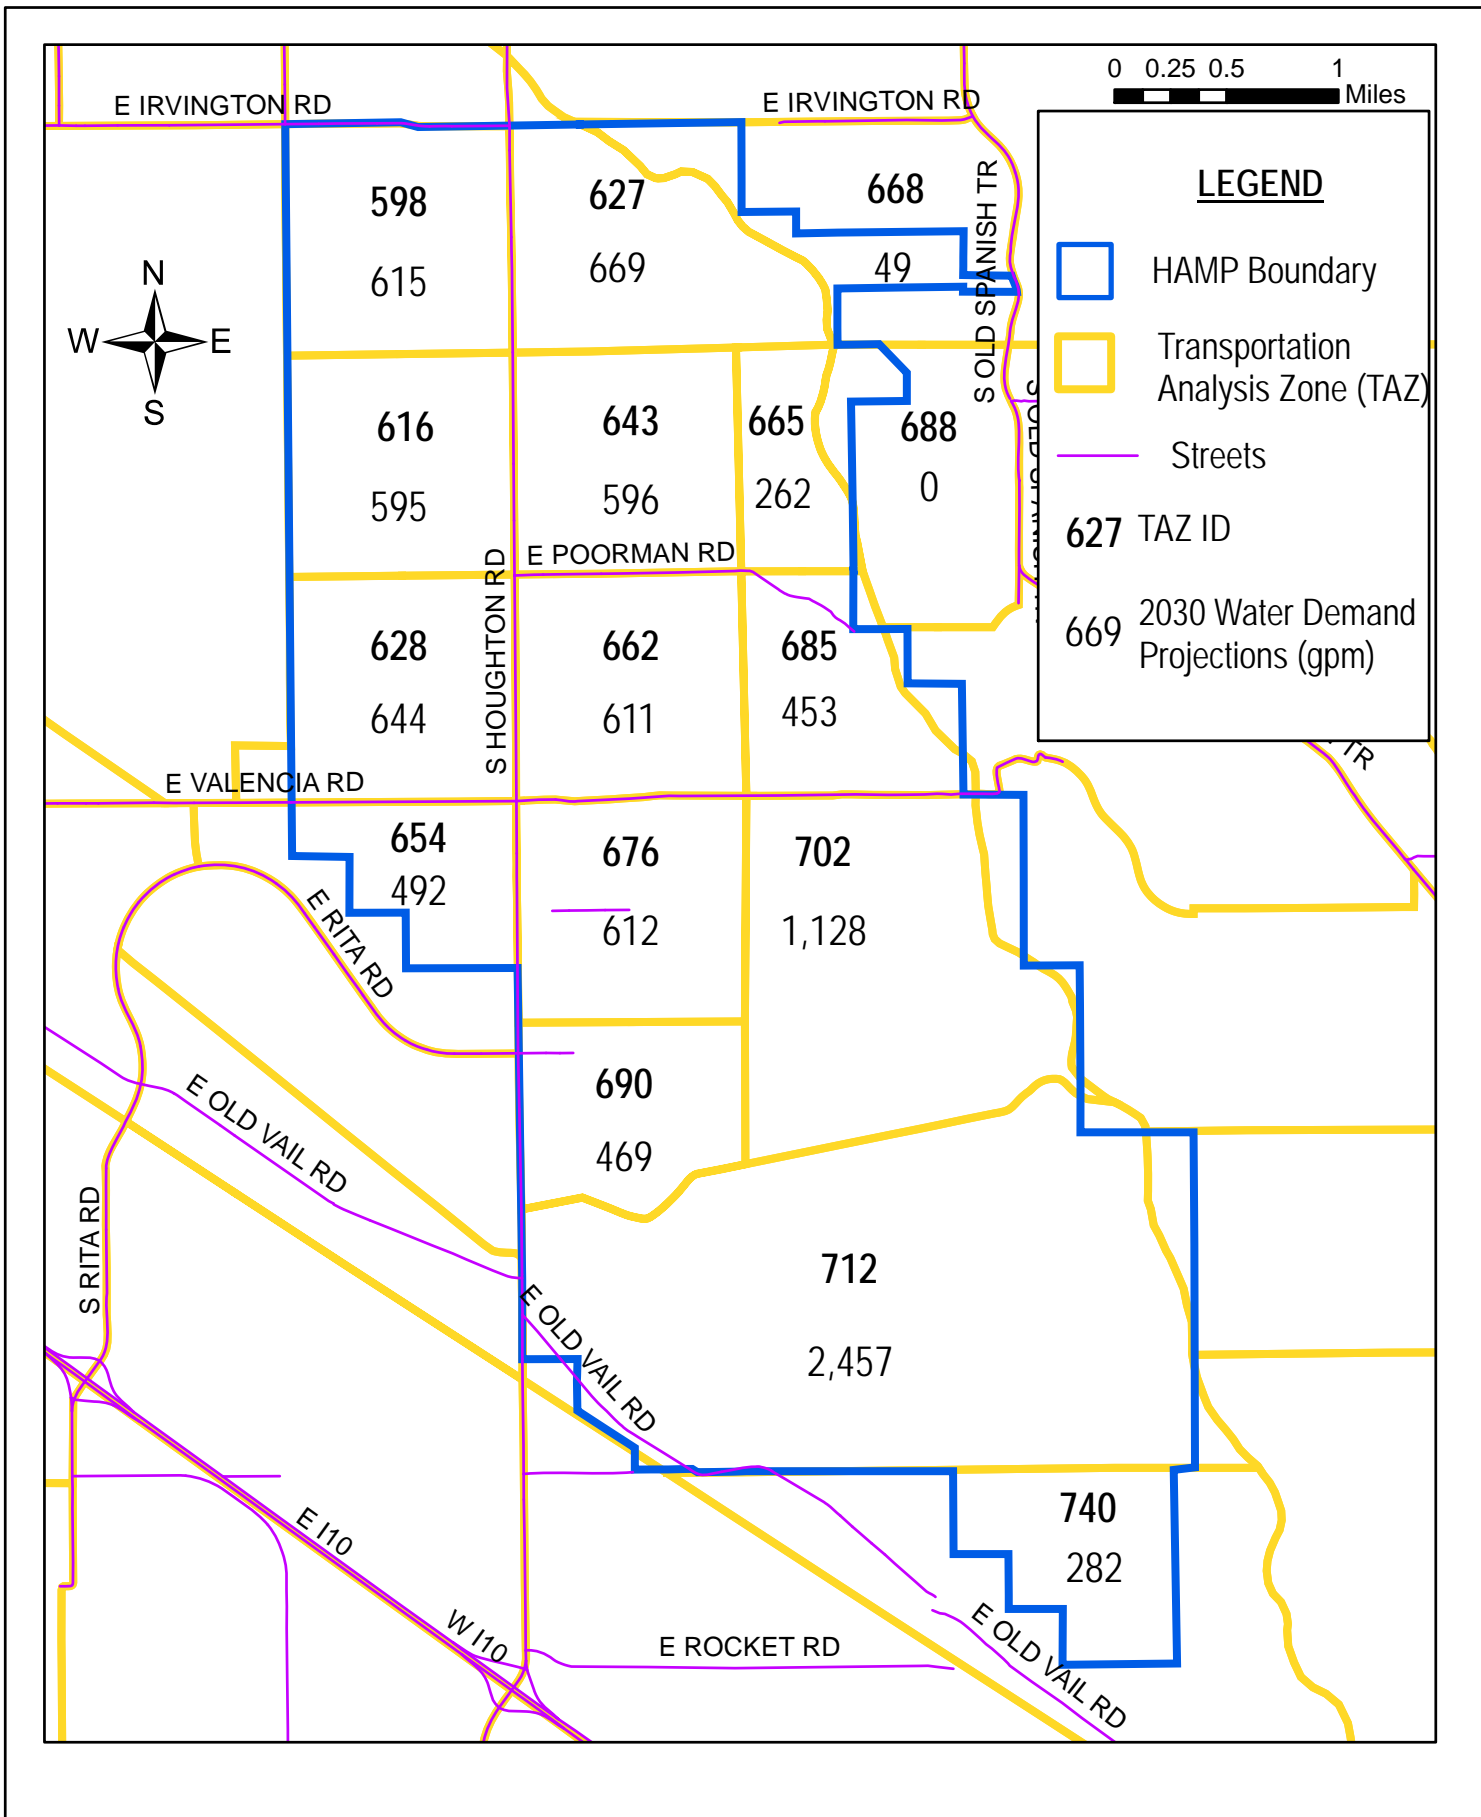 0 0.25 0.5 1
Miles
E IRVINGTON RD
E IRVINGTON RD
LEGEND
HAMP Boundary
Transportation
Analysis Zone (TAZ)
Streets
627 TAZ ID
669 2030 Water Demand
Projections (gpm)
N
W E
S
598
615
627
669
668
49
S OLD SPANISH TR
616
595
643
596
665
262
688
0
E POORMAN RD
S HOUGHTON RD
628
644
662
611
685
453
TR
E VALENCIA RD
654
492
676
612
702
1,128
E RITA RD
690
469
E OLD VAIL RD
S RITA RD
712
2,457
E OLD VAIL RD
740
282
E I10
W I10
E ROCKET RD
E OLD VAIL RD